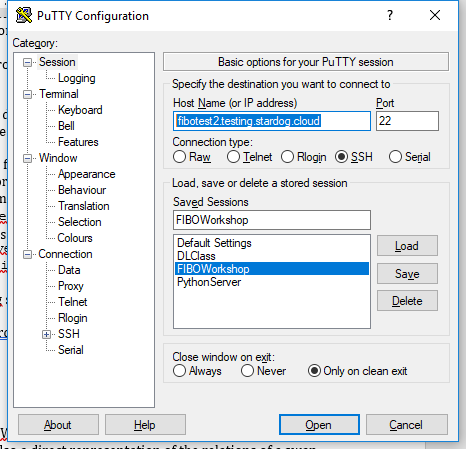 PuTTY Configuration
Category:
Session
Logging
Terminal
Keyboard
Bell
Features
Window
Appearance
Behaviour
Translation
Selection
Colours
Connection
Data
Proxy
Telnet
Rlogin
SSH
Serial
Basic options for your PuTTY session
Specify the destination you want to connect to
Host Name (or IP address) Port
fibotest2.testing.stardog.cloud 22
Connection type:
Raw Telnet Rlogin SSH Serial
Load, save or delete a stored session
Saved Sessions
FIBOWorkshop
Default Settings
DLClass
FIBOWorkshop
PythonServer
Load
Save
Delete
Close window on exit:
Always Never Only on clean exit
About Help Open Cancel